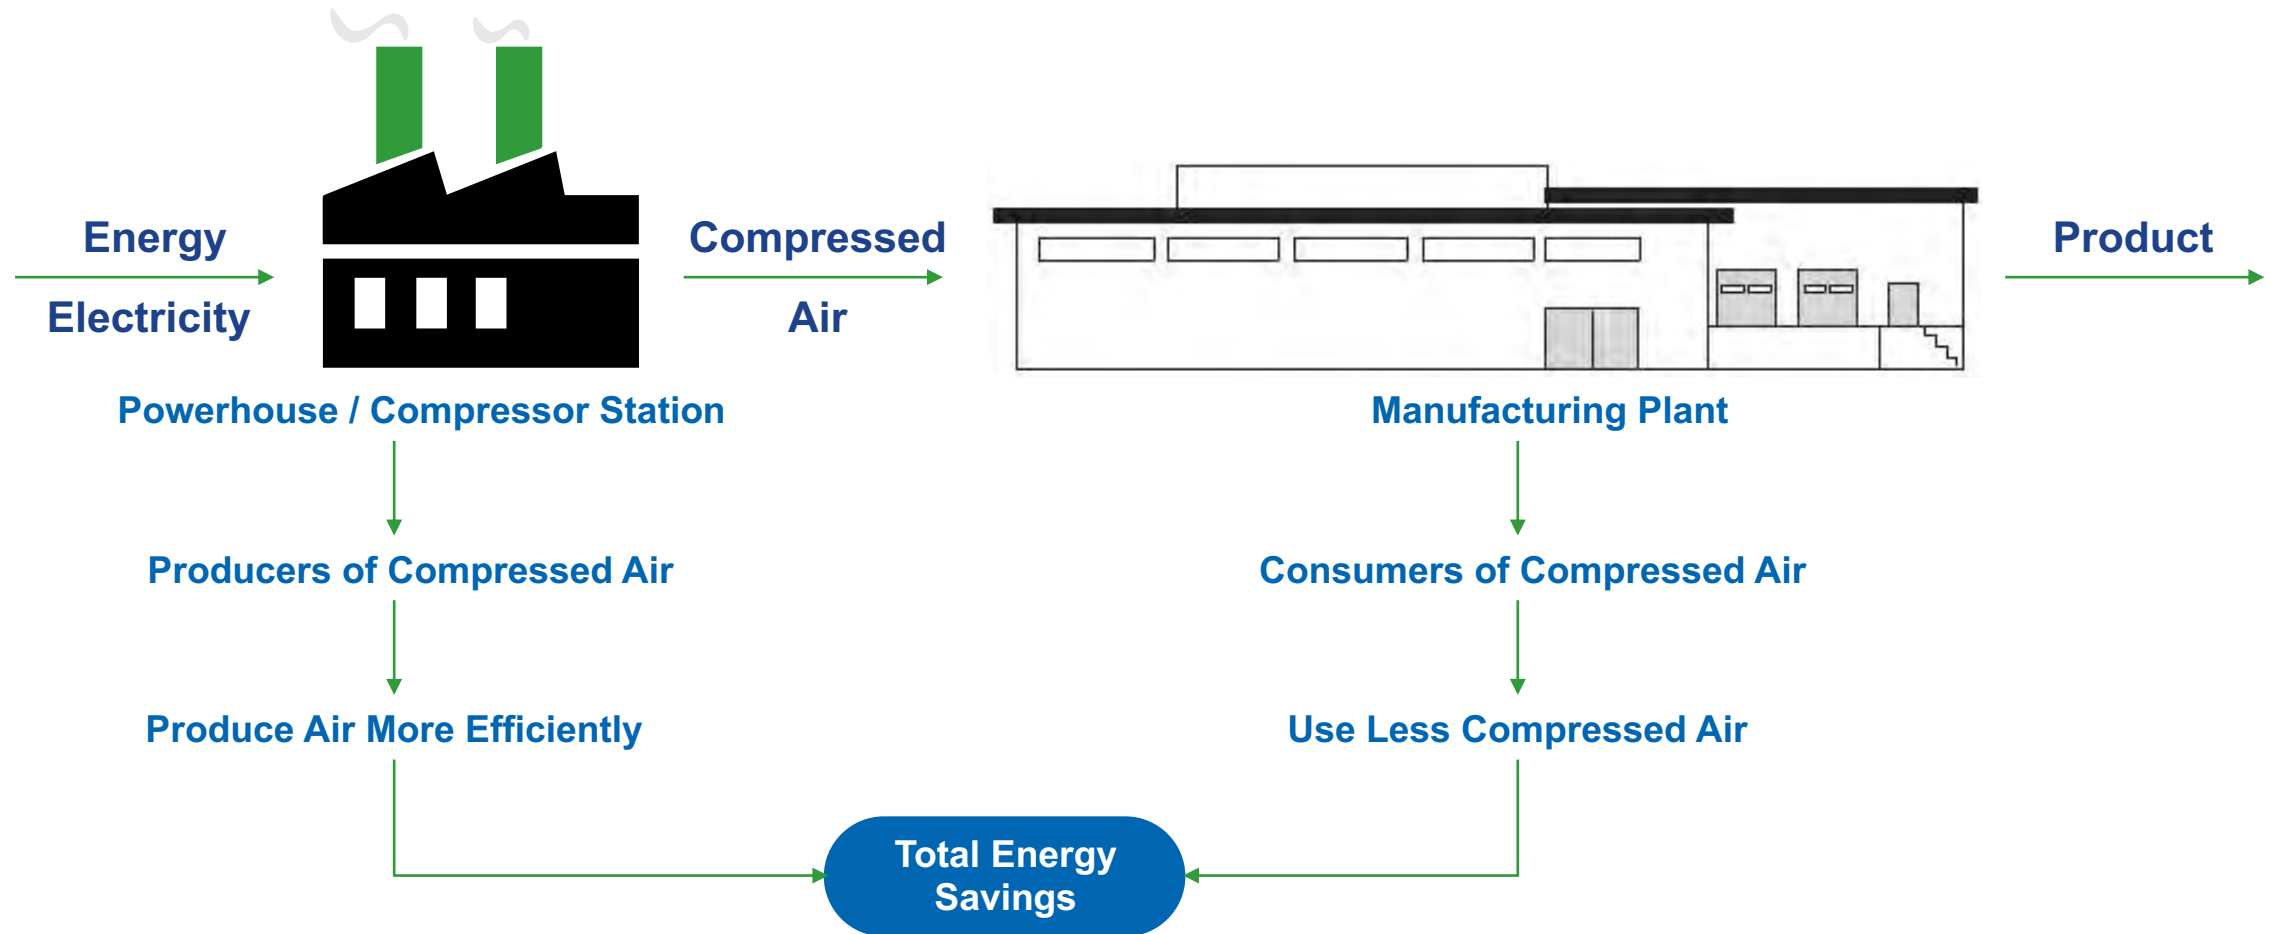 Energy
Electricity
Compressed
Air
Product
Powerhouse / Compressor Station
Manufacturing Plant
Producers of Compressed Air
Consumers of Compressed Air
Produce Air More Efficiently
Use Less Compressed Air
Total Energy
Savings